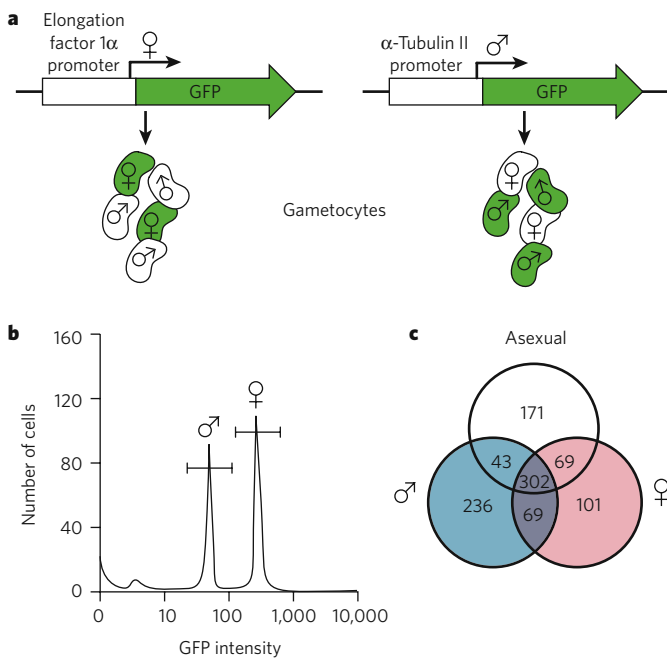 a
Elongation
factor 1α
promoter
♀
GFP
α-Tubulin II
promoter
♂
GFP
♀
♂
♂
♀
♂
Gametocytes
♀
♂
♂
♀
♂
b
160
120
80
40
0
Number of cells
♂
♀
0
10
100
1,000
10,000
GFP intensity
c
Asexual
171
43
69
302
236
69
101
♂
♀